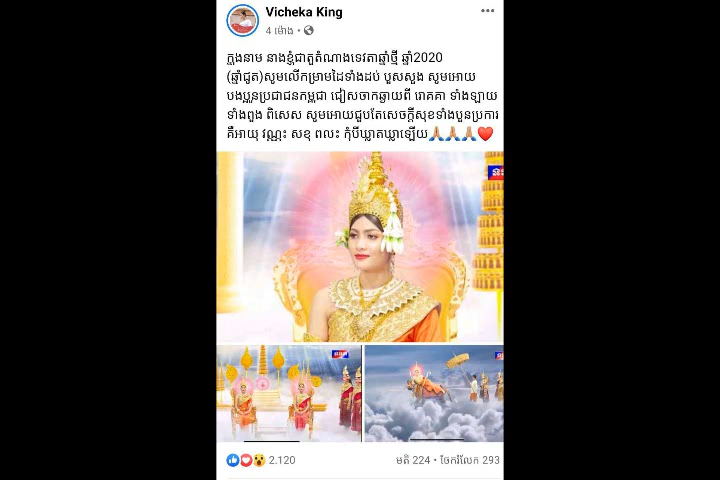 Vicheka King
4 ម៉ោង ·
ក្នុងនាម នាងខ្ញុំជាតួតំណាងទេវតាឆ្នាំថ្មី ឆ្នាំ2020
(ឆ្នាំជូត)សូមលើកម្រាមដៃទាំងដប់ បួសសួង សូមអោយ
បងប្អូនប្រជាជនកម្ពុជា ជៀសចាកឆ្ងាយពី រោគគា ទាំងឡាយ
ទាំងពួង ពិសេស សូមអោយជួបតែសេចក្ដីសុខទាំងបួនប្រការ
គឺអាយុ វណ្ណះ សុខុ ពលះ កុំបីឃ្លាតឃ្លាឡើយ🙏🙏🙏❤️
2.120
មតិ 224 · ចែករំលែក 293